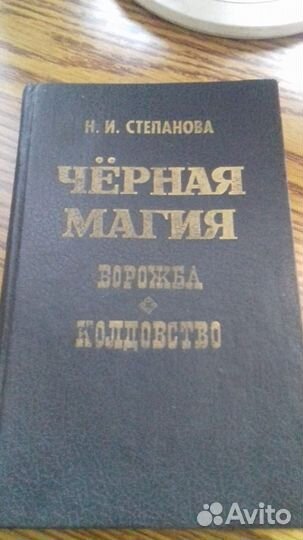 Н. И. СТЕПАНОВА
ЧЁРНАЯ
МАГИЯ
ВОРОЖБА
КОЛДОВСТВО
Avito